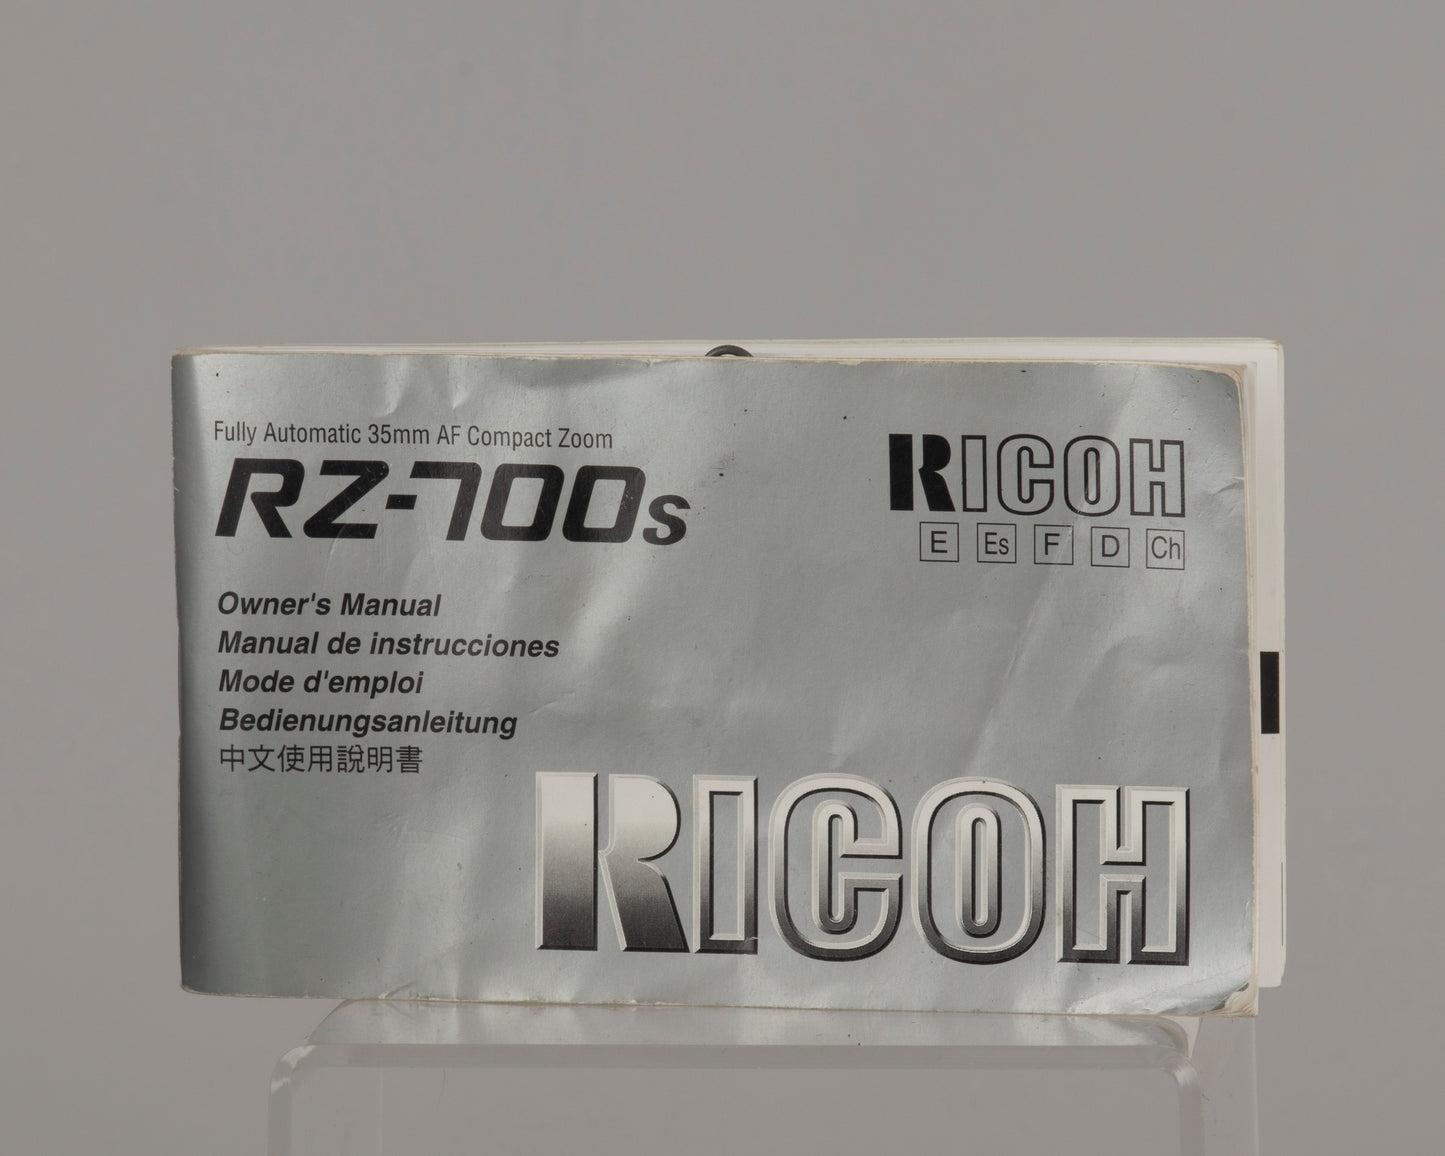 Fully Automatic 35mm AF Compact Zoom
RZ-700s
RICOH
E Es F D Ch
Owner's Manual
Manual de instrucciones
Mode d'emploi
Bedienungsanleitung
中文使用說明書
RICOH